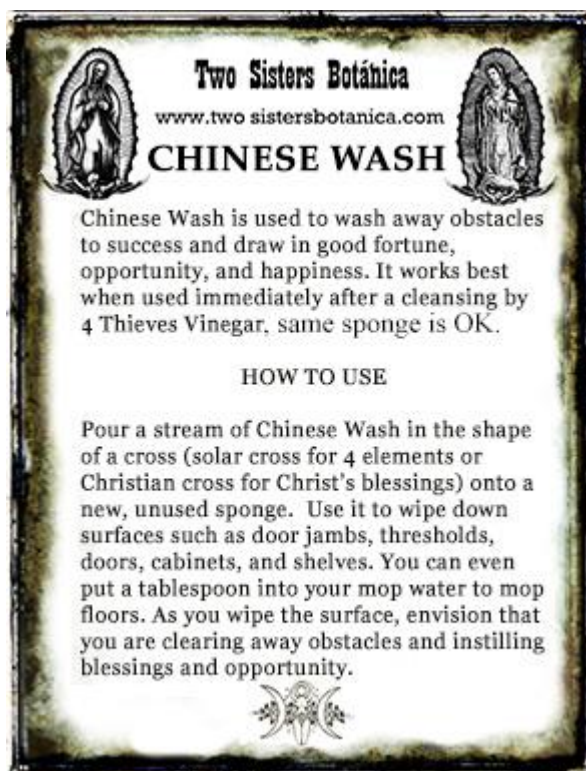 Two Sisters Botánica
www.two sistersbotanica.com
CHINESE WASH
Chinese Wash is used to wash away obstacles
to success and draw in good fortune,
opportunity, and happiness. It works best
when used immediately after a cleansing by
4 Thieves Vinegar, same sponge is OK.
HOW TO USE
Pour a stream of Chinese Wash in the shape
of a cross (solar cross for 4 elements or
Christian cross for Christ's blessings) onto a
new, unused sponge.  Use it to wipe down
surfaces such as door jambs, thresholds,
doors, cabinets, and shelves. You can even
put a tablespoon into your mop water to mop
floors. As you wipe the surface, envision that
you are clearing away obstacles and instilling
blessings and opportunity.